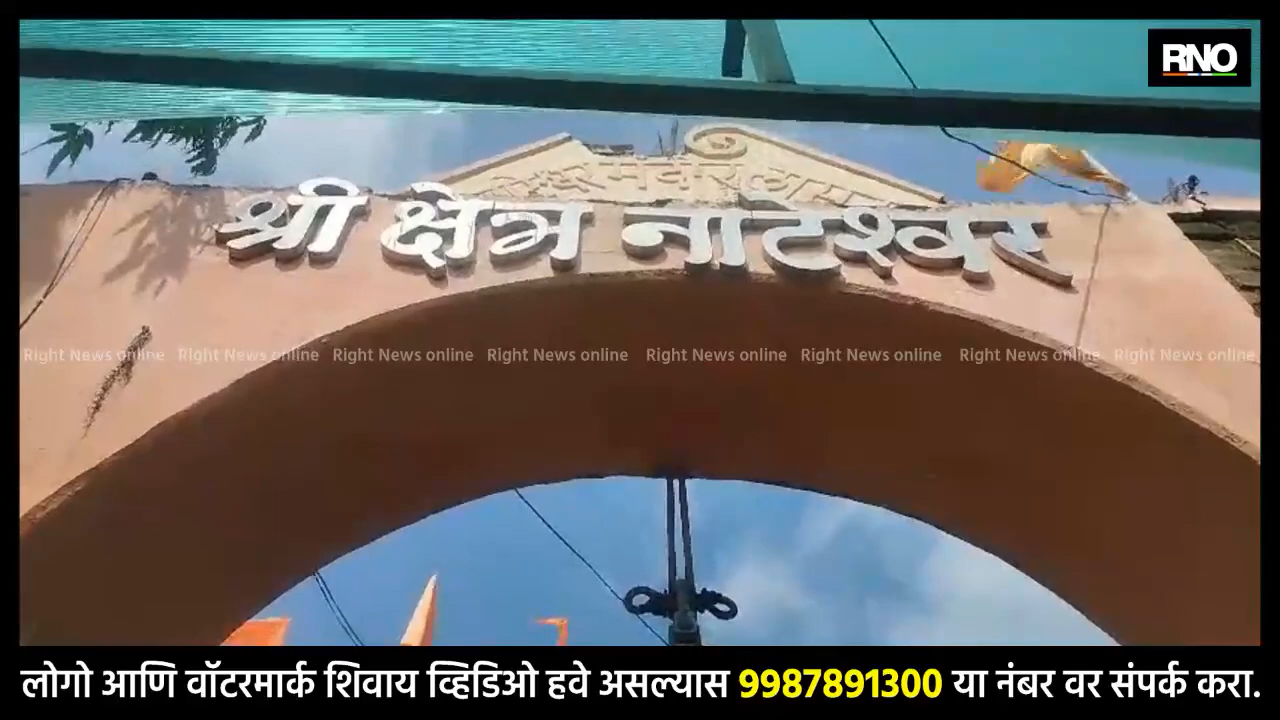 RNO
श्री क्षेत्र नाटेश्वर
Right News online Right News online Right News online Right News online Right News online Right News online Right News online Right News online
लोगो आणि वॉटरमार्क शिवाय व्हिडिओ हवे असल्यास 9987891300 या नंबर वर संपर्क करा.